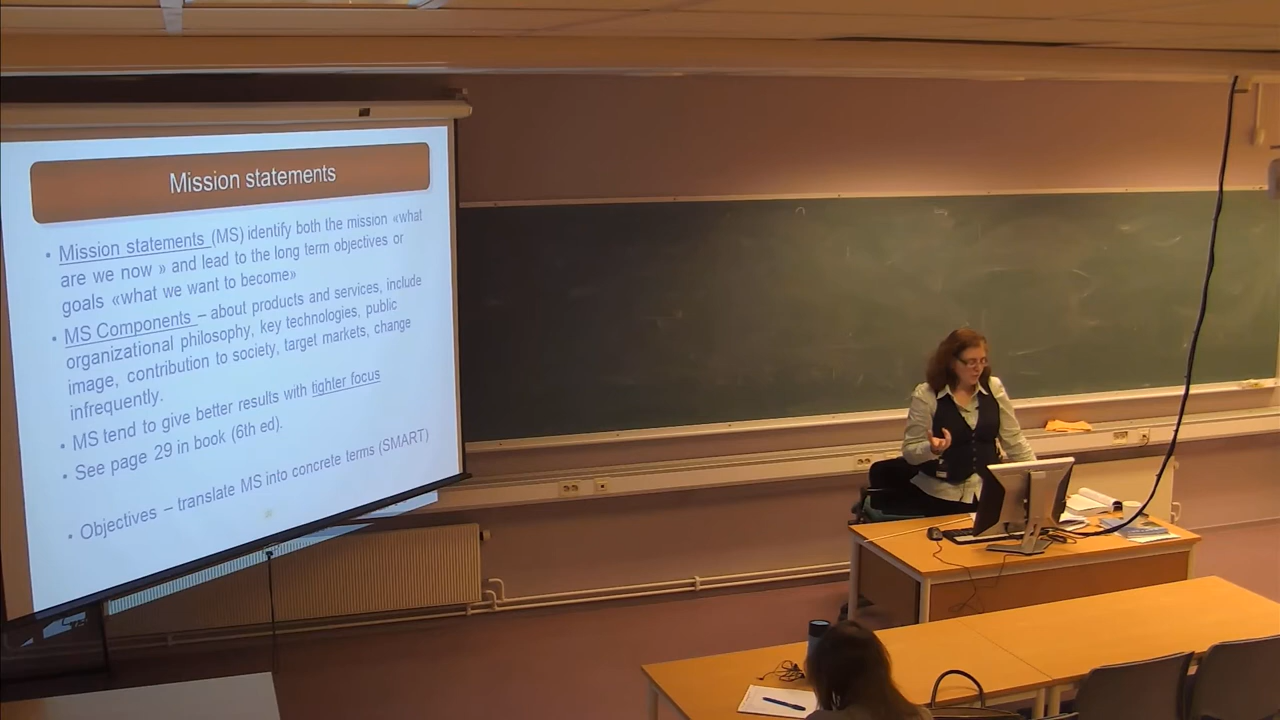 Mission statements
• Mission statements (MS) identify both the mission «what
are we now » and lead to the long term objectives or
goals «what we want to become»
• MS Components – about products and services, include
organizational philosophy, key technologies, public
image, contribution to society, target markets, change
infrequently.
• MS tend to give better results with tighter focus
• See page 29 in book (6th ed).
• Objectives – translate MS into concrete terms (SMART)